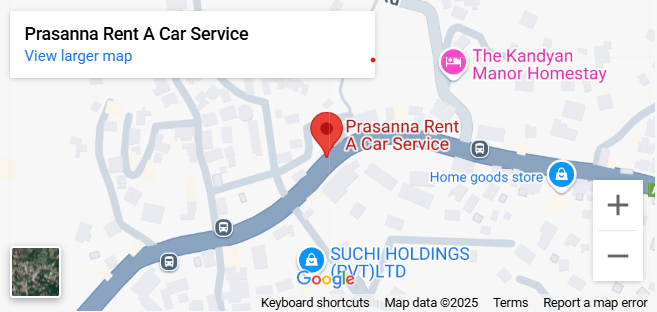 Prasanna Rent A Car Service
View larger map
The Kandyan
Manor Homestay
Prasanna Rent
A Car Service
Home goods store
SUCHI HOLDINGS
(PVT)LTD
Google
Keyboard shortcuts
Map data ©2025
Terms
Report a map error